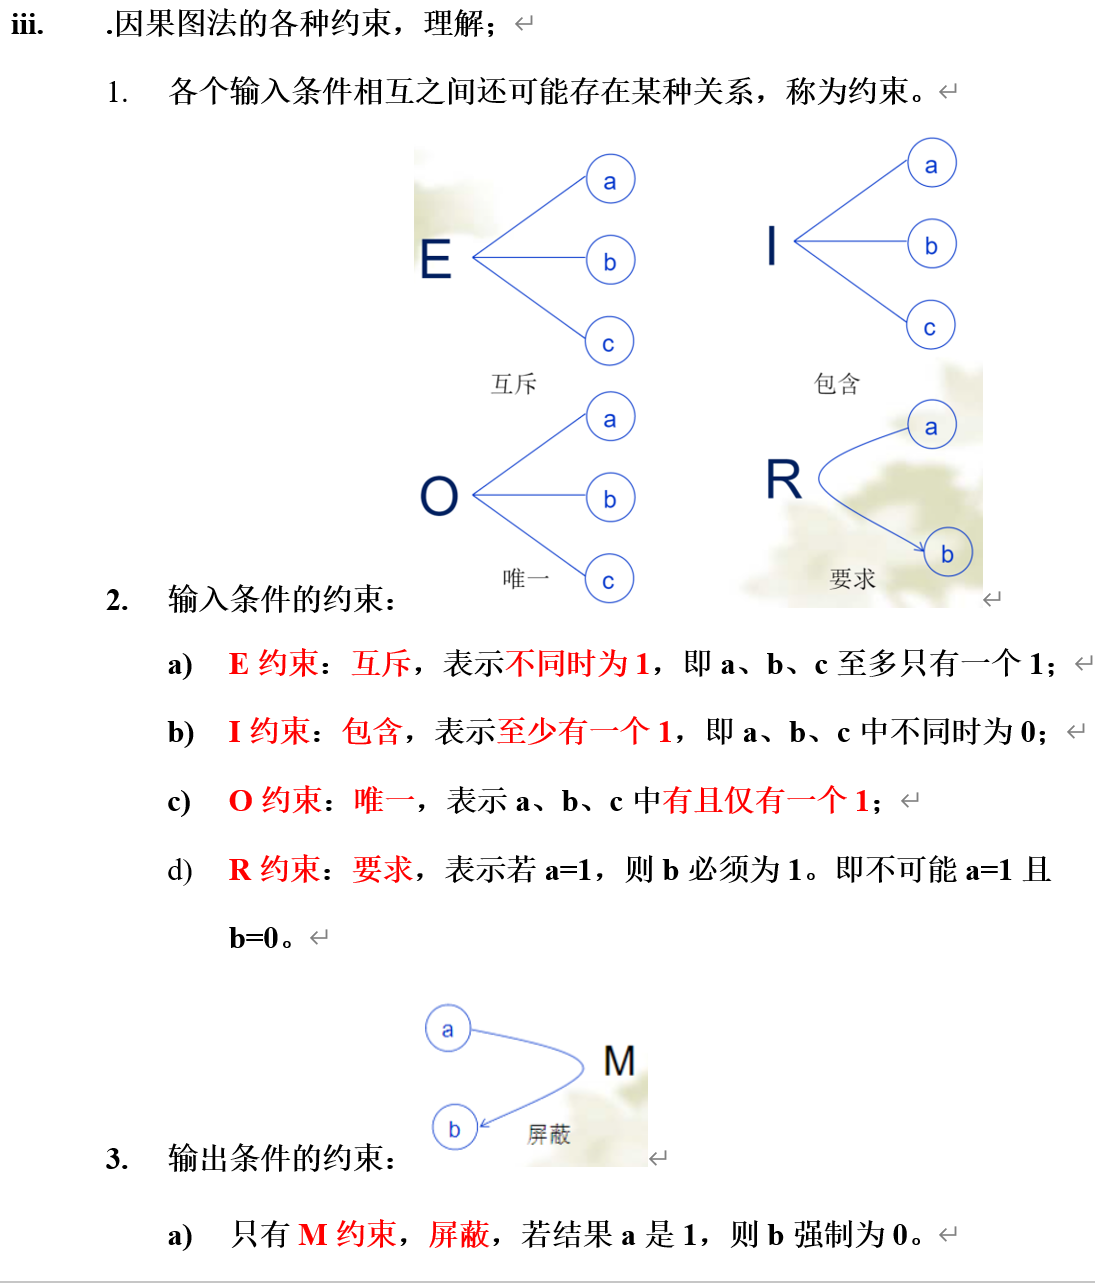 iii. .因果图法的各种约束，理解；
1. 各个输入条件相互之间还可能存在某种关系，称为约束。
E a b c 互斥
I a b c 包含
O a b c 唯一
R a b 要求
2. 输入条件的约束：
a) E 约束：互斥，表示不同时为 1，即 a、b、c 至多只有一个 1；
b) I 约束：包含，表示至少有一个 1，即 a、b、c 中不同时为 0；
c) O 约束：唯一，表示 a、b、c 中有且仅有一个 1；
d) R 约束：要求，表示若 a=1，则 b 必须为 1。即不可能 a=1 且
b=0。
a b M 屏蔽
3. 输出条件的约束：
a) 只有 M 约束，屏蔽，若结果 a 是 1，则 b 强制为 0。